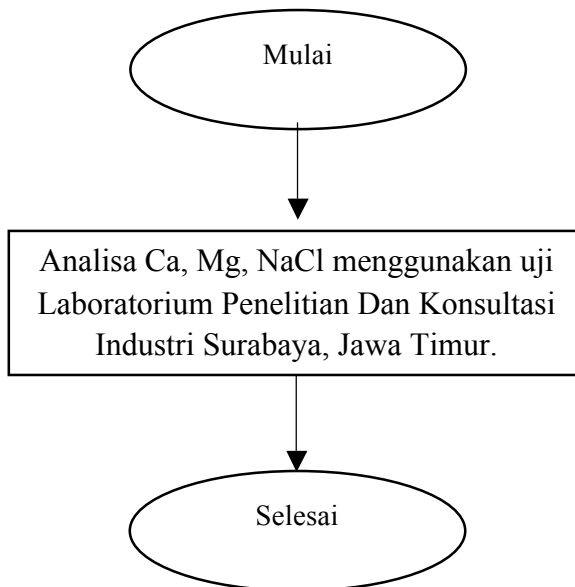 Mulai
Analisa Ca, Mg, NaCl menggunakan uji
Laboratorium Penelitian Dan Konsultasi
Industri Surabaya, Jawa Timur.
Selesai